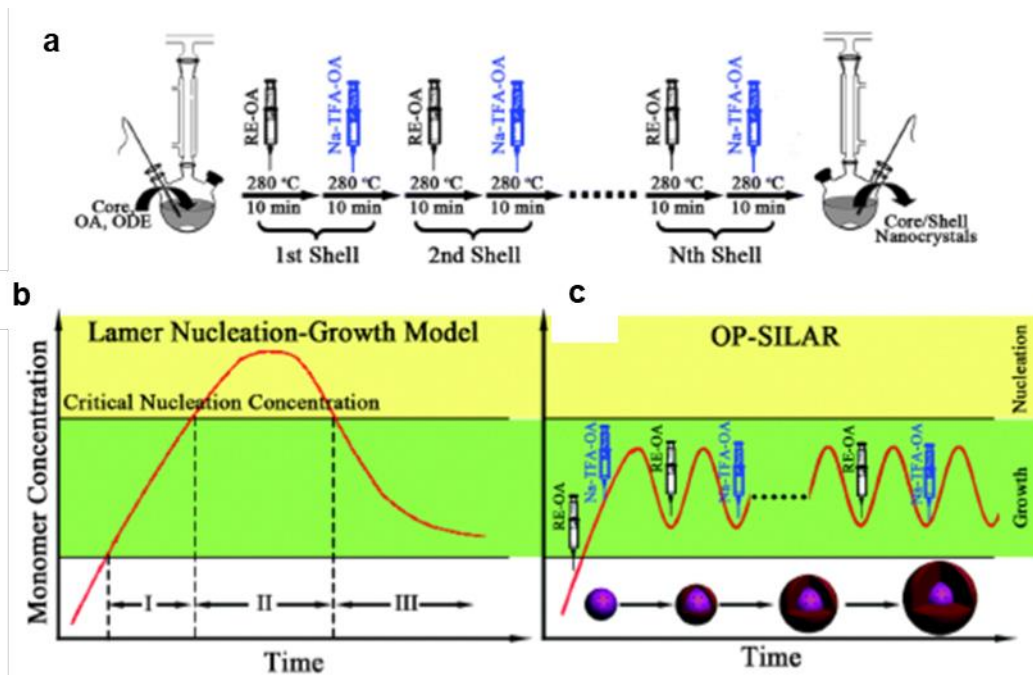 a
RE-OA
Na-TFA-OA
RE-OA
Na-TFA-OA
RE-OA
Na-TFA-OA
280 °C
280 °C
280 °C
280 °C
280 °C
280 °C
10 min
10 min
10 min
10 min
10 min
10 min
Core,
OA, ODE
1st Shell
2nd Shell
Nth Shell
Core/Shell
Nanocrystals
b
Lamer Nucleation-Growth Model
Critical Nucleation Concentration
Monomer Concentration
I
II
III
Time
c
OP-SILAR
Nucleation
Growth
RE-OA
Na-TFA-OA
RE-OA
Na-TFA-OA
RE-OA
Na-TFA-OA
Time